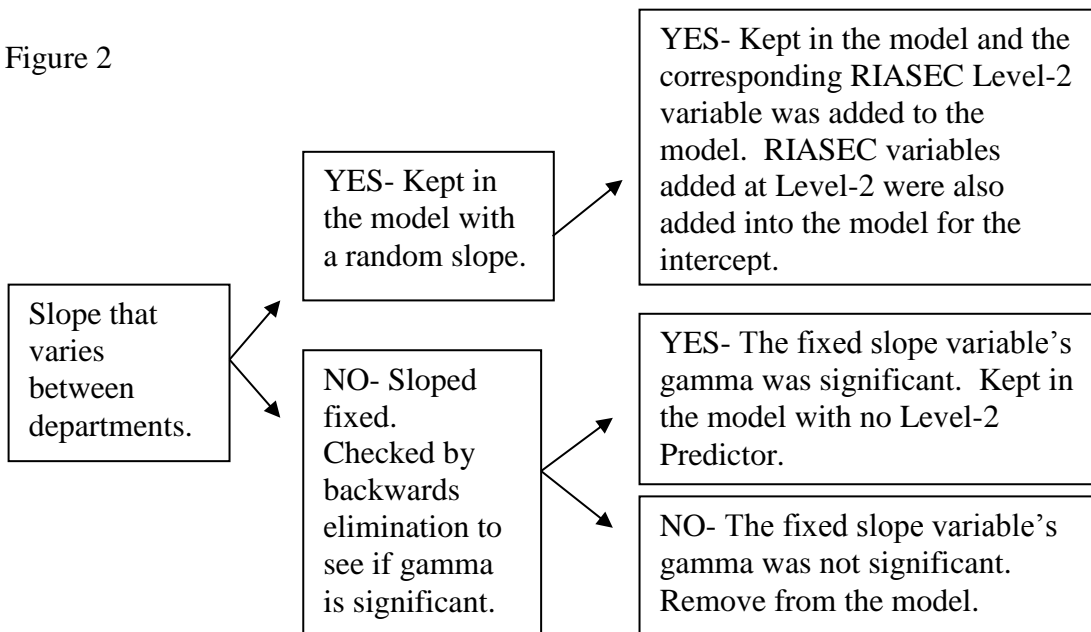 Figure 2
Slope that
varies
between
departments.
YES- Kept in
the model with
a random slope.
NO- Sloped
fixed.
Checked by
backwards
elimination to
see if gamma
is significant.
YES- Kept in the model and the
corresponding RIASEC Level-2
variable was added to the
model.  RIASEC variables
added at Level-2 were also
added into the model for the
intercept.
YES- The fixed slope variable’s
gamma was significant.  Kept in
the model with no Level-2
Predictor.
NO- The fixed slope variable’s
gamma was not significant.
Remove from the model.